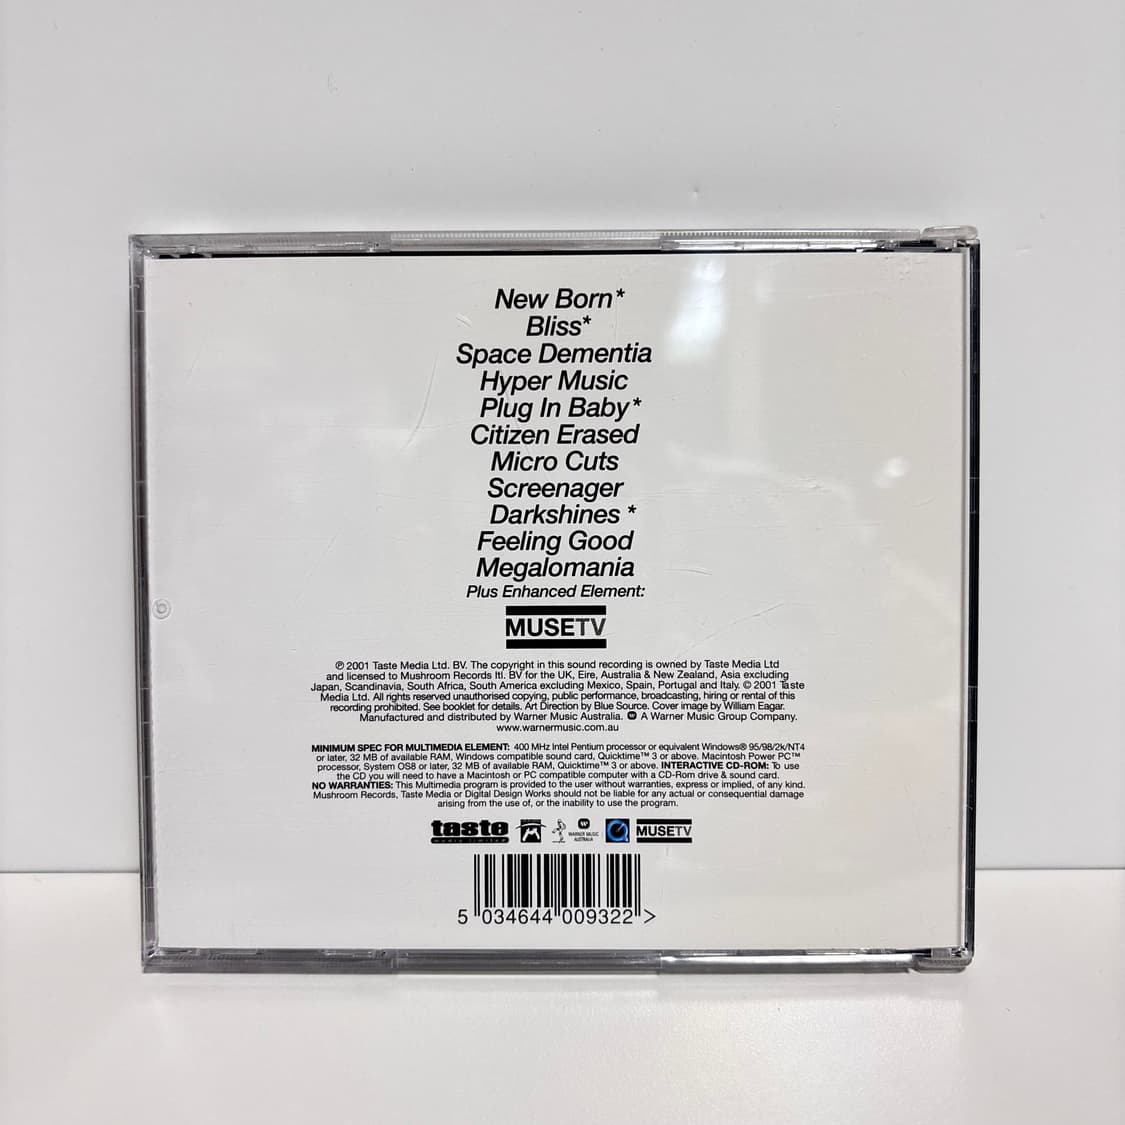 New Born*
Bliss*
Space Dementia
Hyper Music
Plug In Baby*
Citizen Erased
Micro Cuts
Screenager
Darkshines *
Feeling Good
Megalomania
Plus Enhanced Element:
MUSETV
℗ 2001 Taste Media Ltd. BV. The copyright in this sound recording is owned by Taste Media Ltd
and licensed to Mushroom Records Itl. BV for the UK, Eire, Australia & New Zealand, Asia excluding
Japan, Scandinavia, South Africa, South America excluding Mexico, Spain, Portugal and Italy. © 2001 Taste
Media Ltd. All rights reserved unauthorised copying, public performance, broadcasting, hiring or rental of this
recording prohibited. See booklet for details. Art Direction by Blue Source. Cover image by William Eagar.
Manufactured and distributed by Warner Music Australia. A Warner Music Group Company.
www.warnermusic.com.au
MINIMUM SPEC FOR MULTIMEDIA ELEMENT: 400 MHz Intel Pentium processor or equivalent Windows® 95/98/2k/NT4
or later, 32 MB of available RAM, Windows compatible sound card, Quicktime™ 3 or above. Macintosh Power PC™
processor, System OS8 or later, 32 MB of available RAM, Quicktime™ 3 or above. INTERACTIVE CD-ROM: To use
the CD you will need to have a Macintosh or PC compatible computer with a CD-Rom drive & sound card.
NO WARRANTIES: This Multimedia program is provided to the user without warranties, express or implied, of any kind.
Mushroom Records, Taste Media or Digital Design Works should not be liable for any actual or consequential damage
arising from the use of, or the inability to use the program.
taste media limited WARNER MUSIC AUSTRALIA MUSETV
5 034644 009322 >